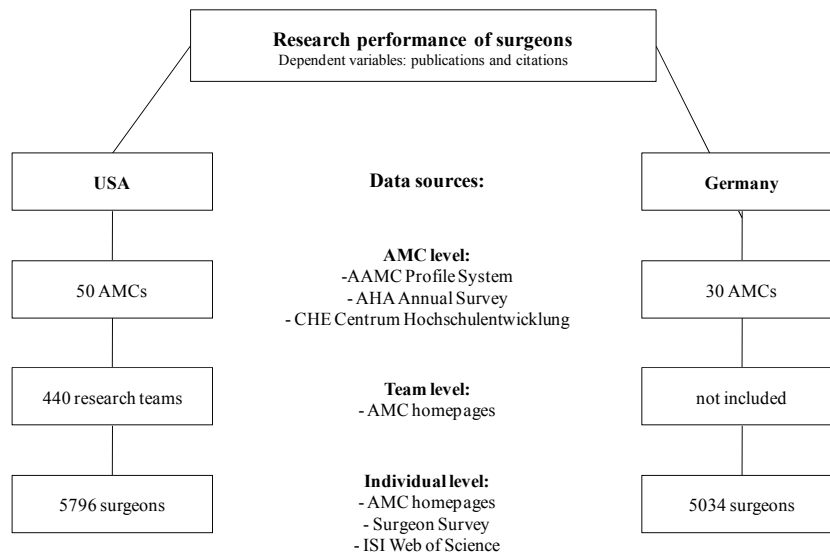 Research performance of surgeons
Dependent variables: publications and citations
USA
Data sources:
Germany
50 AMCs
AMC level:
-AAMC Profile System
- AHA Annual Survey
- CHE Centrum Hochschulentwicklung
30 AMCs
440 research teams
Team level:
- AMC homepages
not included
5796 surgeons
Individual level:
- AMC homepages
- Surgeon Survey
- ISI Web of Science
5034 surgeons